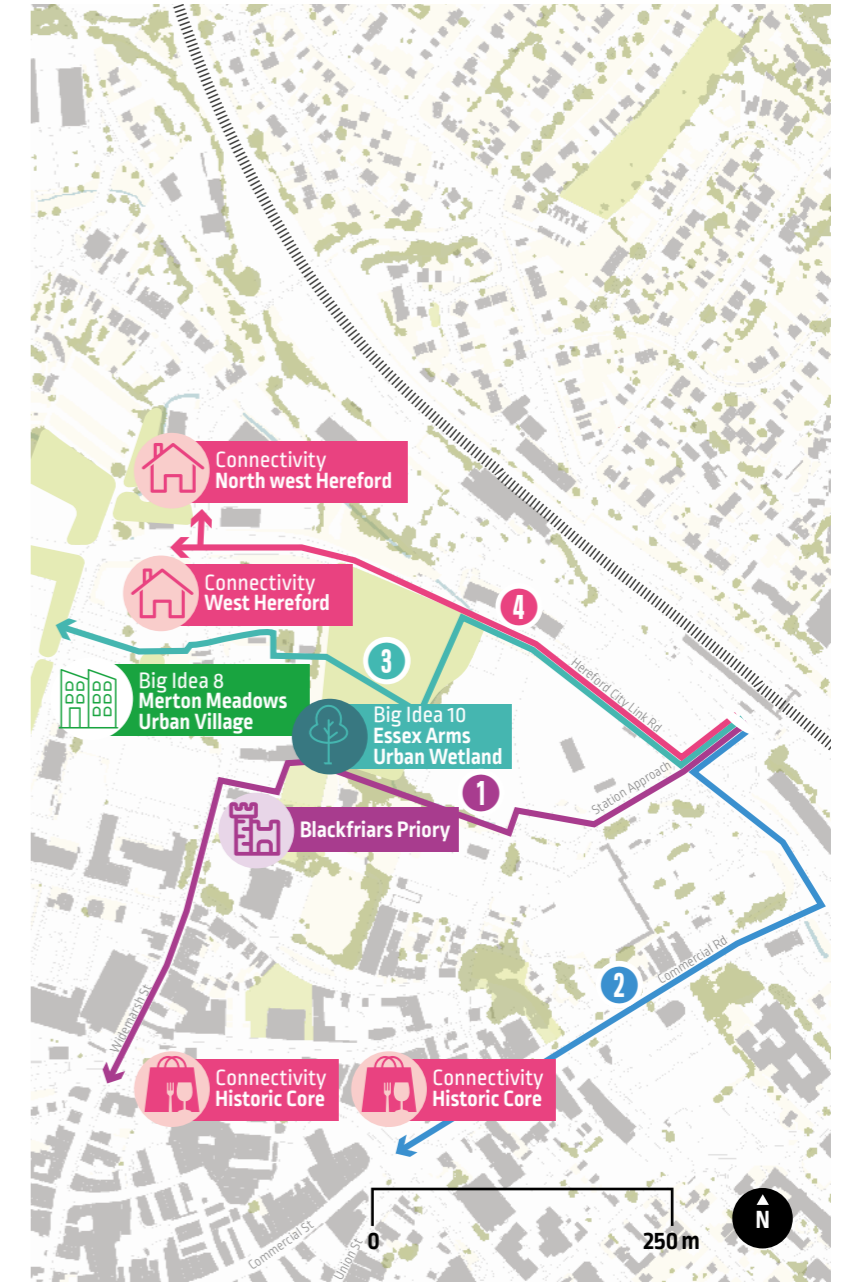 Connectivity
North west Hereford
Connectivity
West Hereford
4
3
Hereford City Link Rd
Big Idea 8
Merton Meadows
Urban Village
Big Idea 10
Essex Arms
Urban Wetland
1
Station Approach
Blackfriars Priory
2
Commercial Rd
Widemarsh St
Connectivity
Historic Core
Connectivity
Historic Core
Commercial St
Union St
0
250 m
N